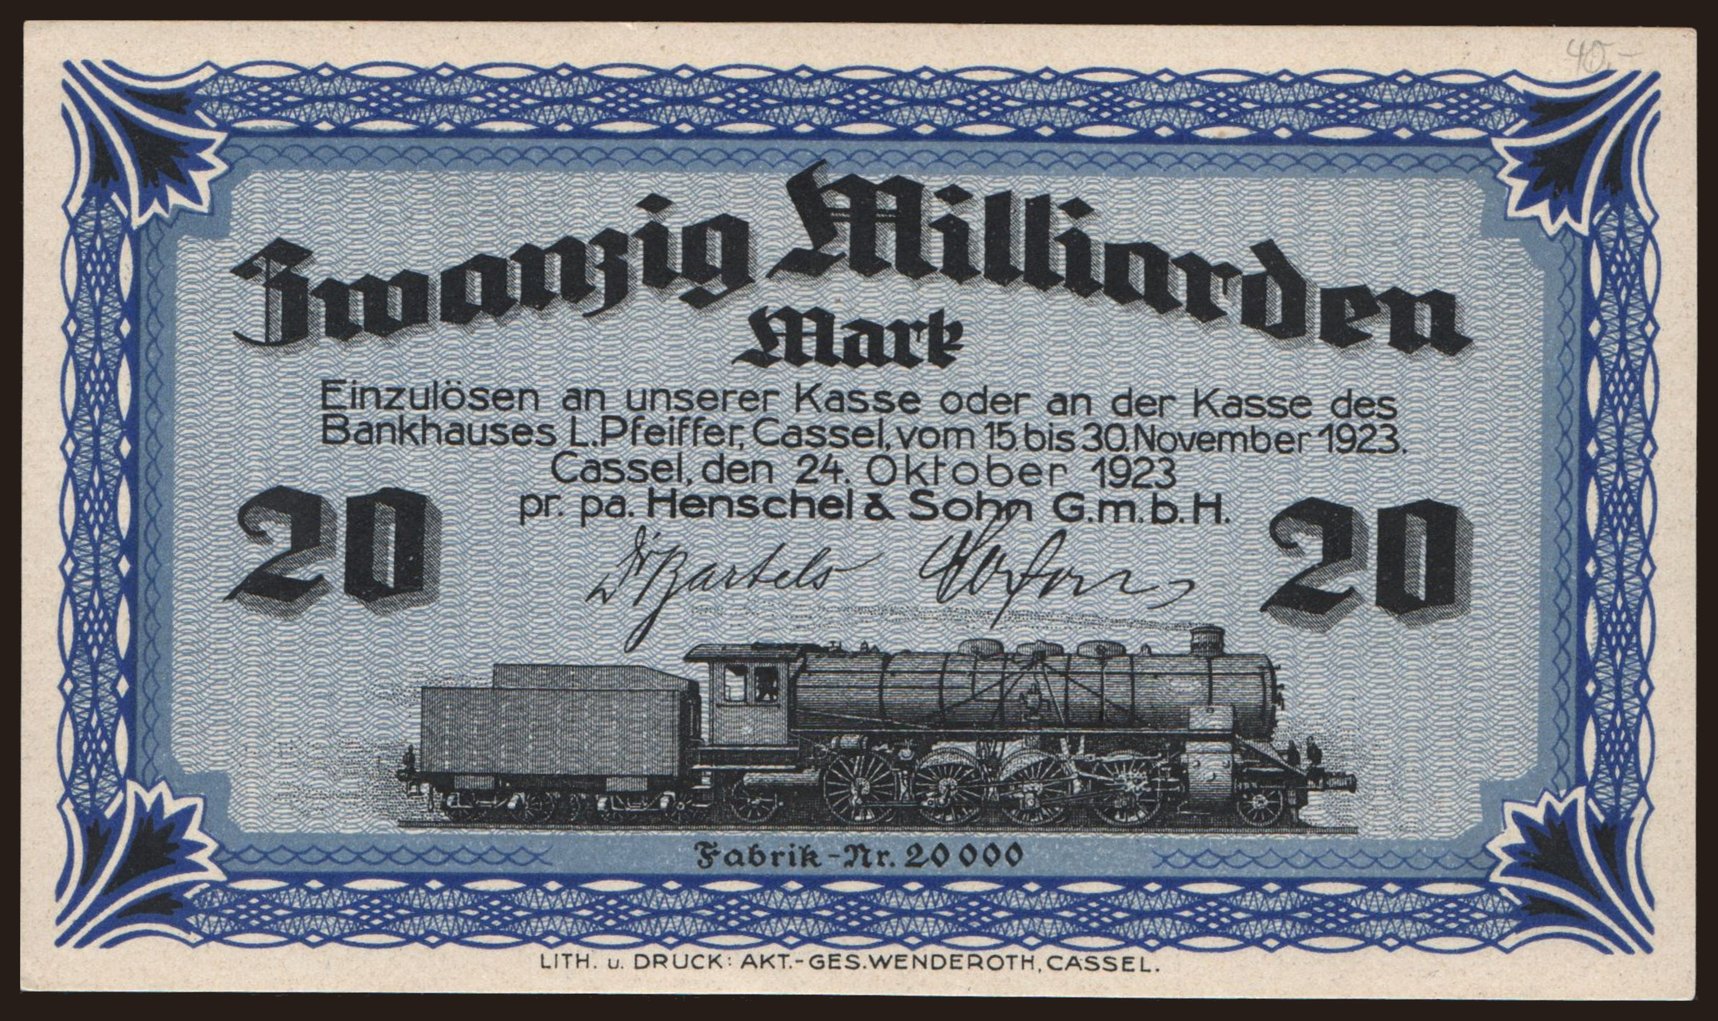 40,-
Zwanzig Milliarden
Mark
Einzulösen an unserer Kasse oder an der Kasse des
Bankhauses L.Pfeiffer, Cassel, vom 15. bis 30. November 1923.
Cassel, den 24. Oktober 1923
pr. pa. Henschel & Sohn G.m.b.H.
20 20
Dr Bartels
Fabrik-Nr. 20000
LITH. u. DRUCK: AKT.-GES.WENDEROTH, CASSEL.